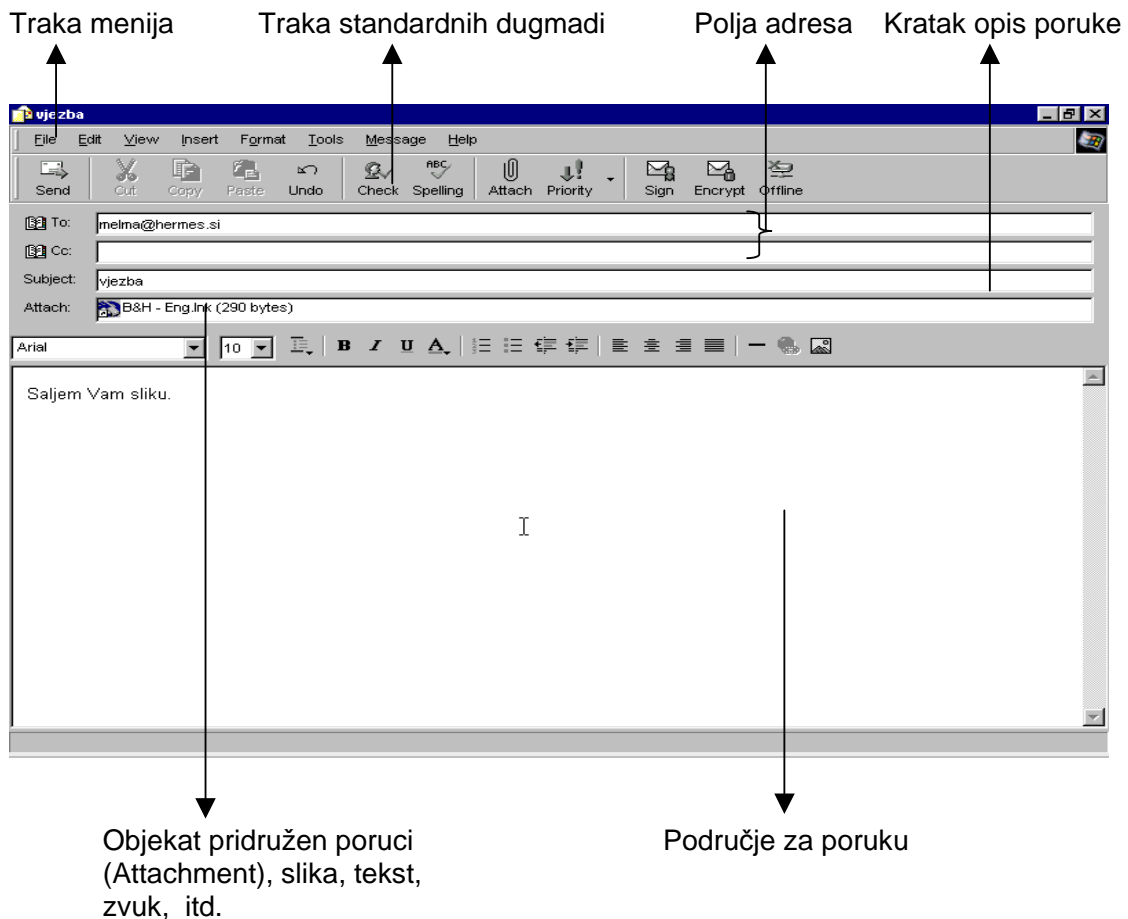 Traka menija Traka standardnih dugmadi Polja adresa Kratak opis poruke
vjezba
File Edit View Insert Format Tools Message Help
ABC
Send Cut Copy Paste Undo Check Spelling Attach Priority Sign Encrypt Offline
To: melma@hermes.si
Cc:
Subject: vjezba
Attach: B&H - Eng.lnk (290 bytes)
Arial 10 B I U A
Saljem Vam sliku.
Objekat pridružen poruci
(Attachment), slika, tekst,
zvuk, itd.
Područje za poruku